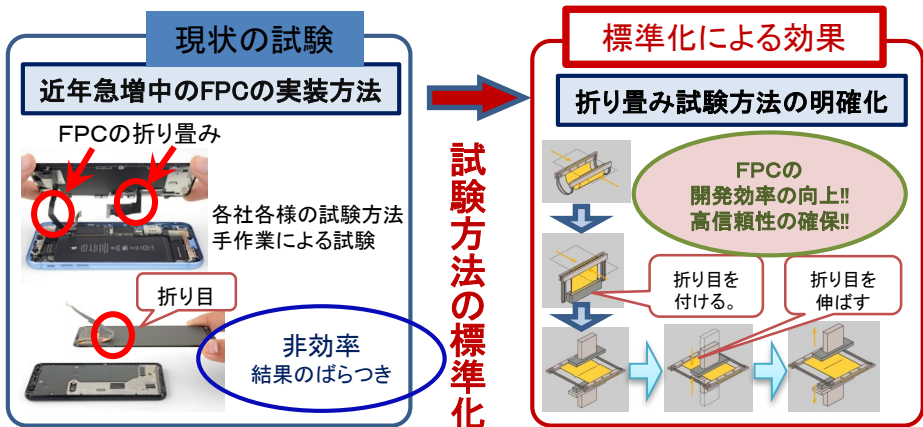 現状の試験
近年急増中のFPCの実装方法
FPCの折り畳み
各社各様の試験方法
手作業による試験
折り目
非効率
結果のばらつき
試験方法の標準化
標準化による効果
折り畳み試験方法の明確化
FPCの
開発効率の向上!!
高信頼性の確保!!
折り目を
付ける。
折り目を
伸ばす